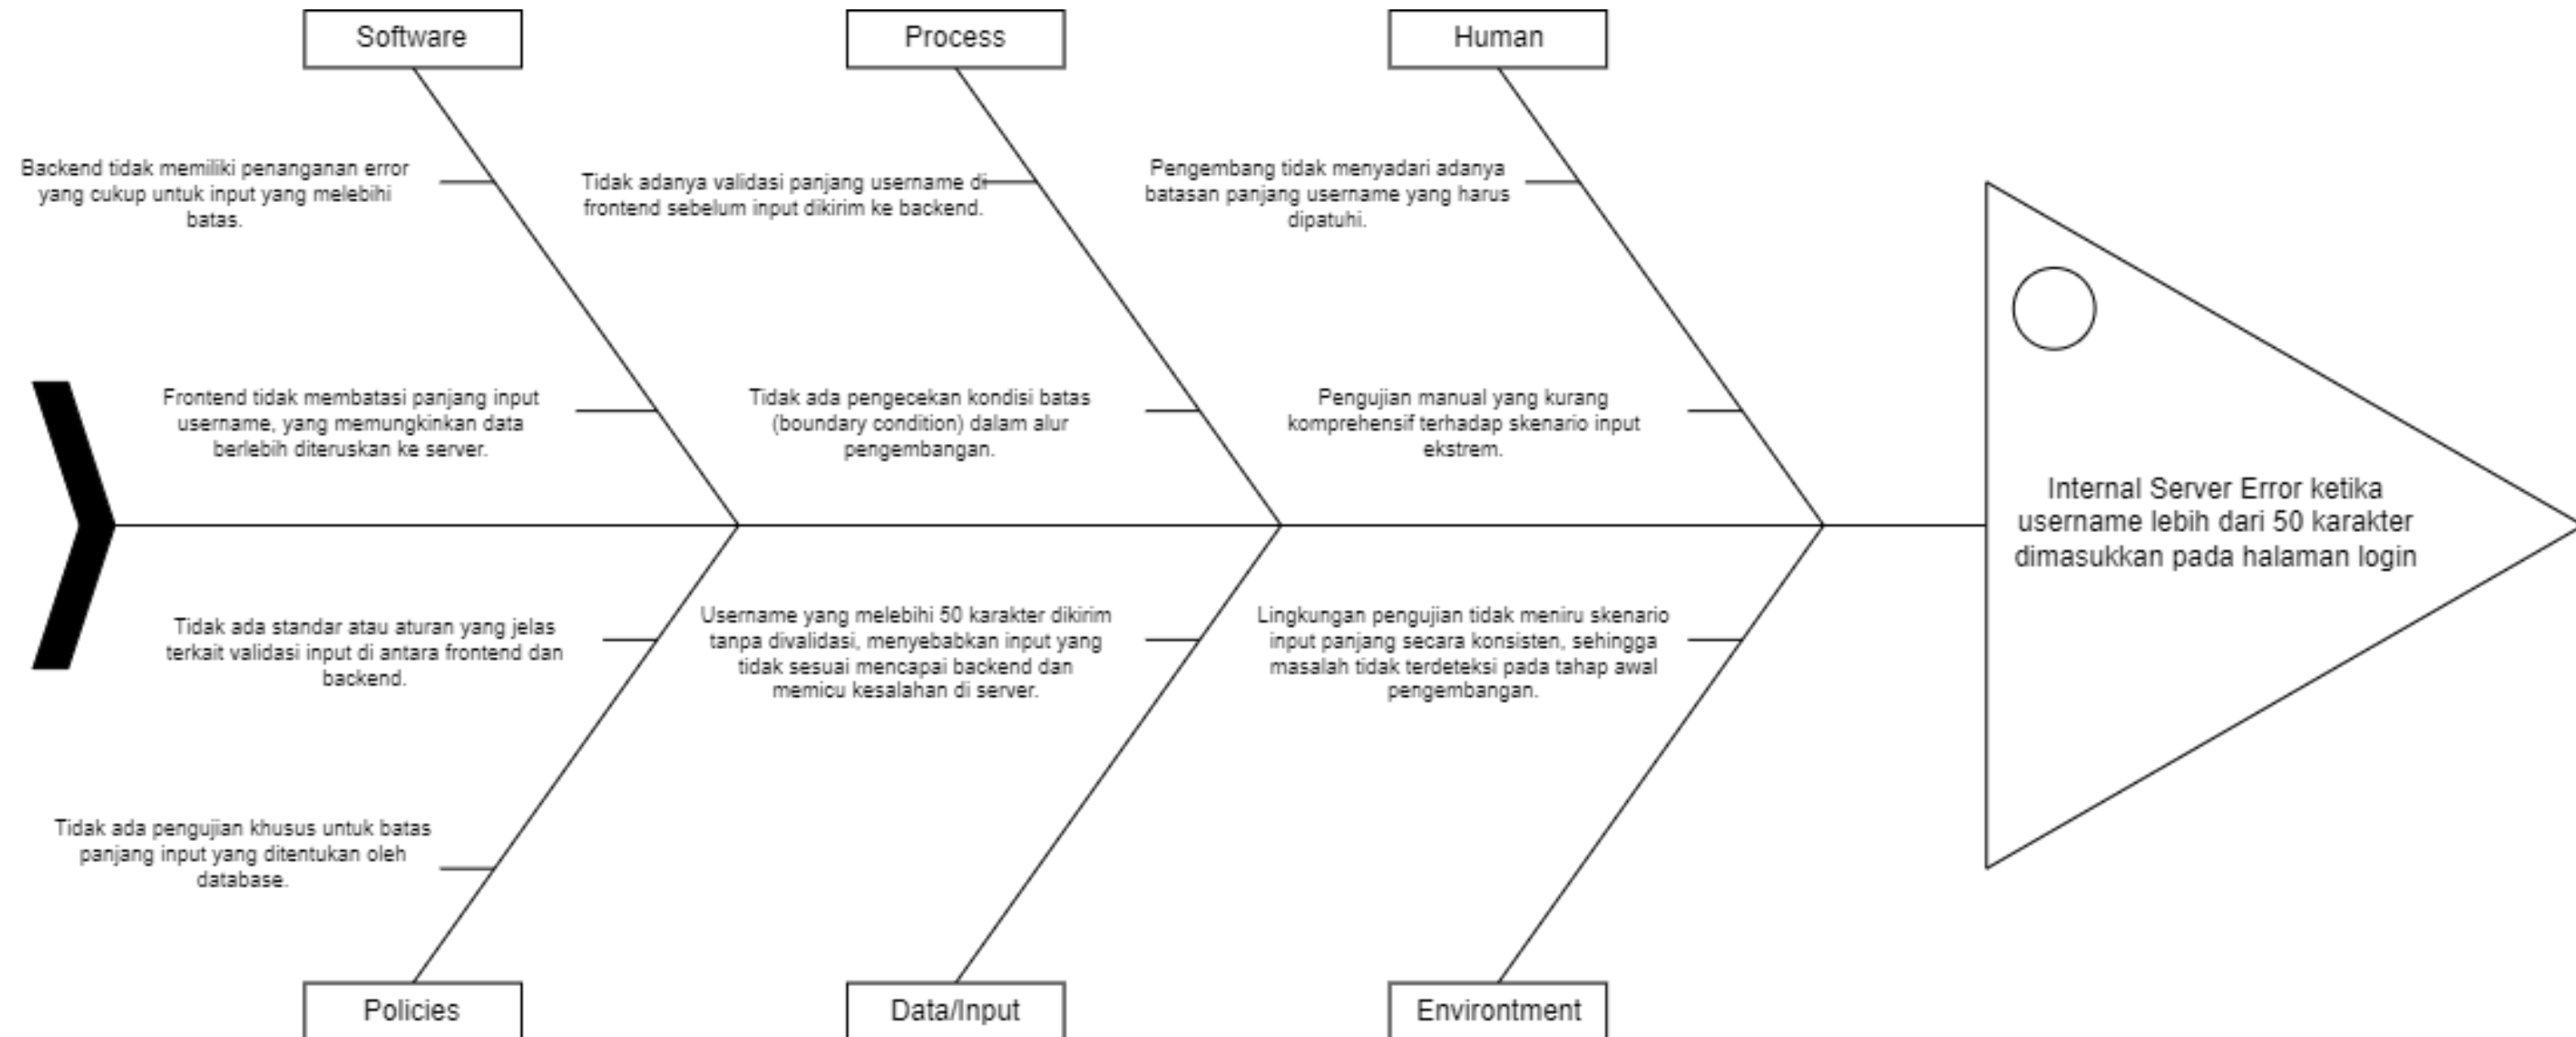 Software
Process
Human
Backend tidak memiliki penanganan error
yang cukup untuk input yang melebihi
batas.
Tidak adanya validasi panjang username di
frontend sebelum input dikirim ke backend.
Pengembang tidak menyadari adanya
batasan panjang username yang harus
dipatuhi.
Frontend tidak membatasi panjang input
username, yang memungkinkan data
berlebih diteruskan ke server.
Tidak ada pengecekan kondisi batas
(boundary condition) dalam alur
pengembangan.
Pengujian manual yang kurang
komprehensif terhadap skenario input
ekstrem.
Internal Server Error ketika
username lebih dari 50 karakter
dimasukkan pada halaman login
Tidak ada standar atau aturan yang jelas
terkait validasi input di antara frontend dan
backend.
Username yang melebihi 50 karakter dikirim
tanpa divalidasi, menyebabkan input yang
tidak sesuai mencapai backend dan
memicu kesalahan di server.
Lingkungan pengujian tidak meniru skenario
input panjang secara konsisten, sehingga
masalah tidak terdeteksi pada tahap awal
pengembangan.
Tidak ada pengujian khusus untuk batas
panjang input yang ditentukan oleh
database.
Policies
Data/Input
Environtment